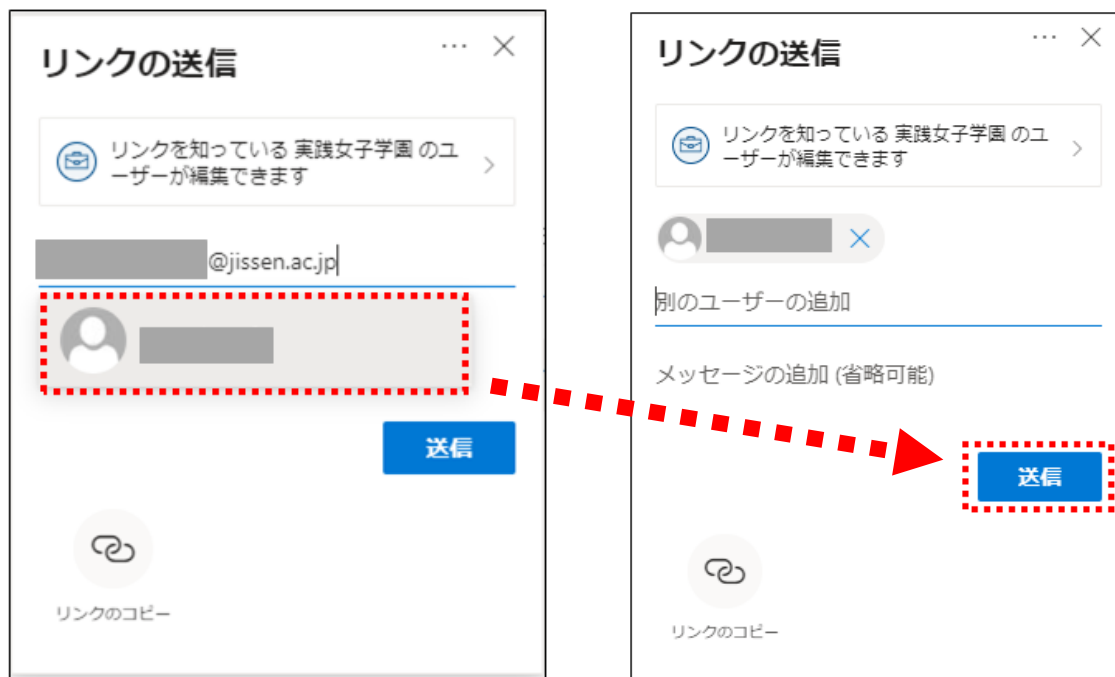 リンクの送信
リンクを知っている 実践女子学園 のユ
ーザーが編集できます
@jissen.ac.jp
送信
リンクのコピー
リンクの送信
リンクを知っている 実践女子学園 のユ
ーザーが編集できます
別のユーザーの追加
メッセージの追加 (省略可能)
送信
リンクのコピー